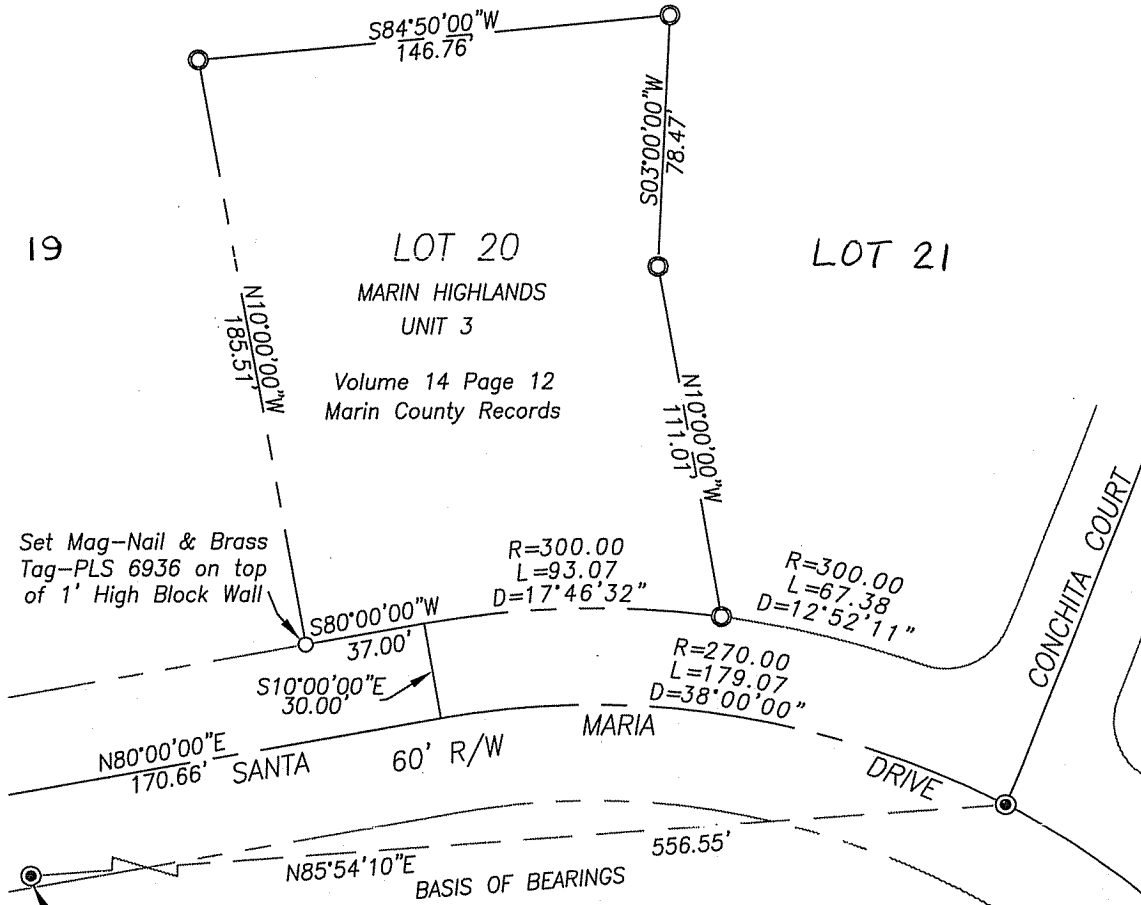 S84°50'00"W
146.76'
S03°00'00"W
78.47'
19
LOT 20
MARIN HIGHLANDS
UNIT 3
Volume 14 Page 12
Marin County Records
LOT 21
N10°00'00"W
185.51'
N10°00'00"W
111.01'
Set Mag-Nail & Brass
Tag-PLS 6936 on top
of 1' High Block Wall
S80°00'00"W
37.00'
R=300.00
L=93.07
D=17°46'32"
R=300.00
L=67.38
D=12°52'11"
CONCHITA COURT
S10°00'00"E
30.00'
R=270.00
L=179.07
D=38°00'00"
N80°00'00"E
170.66'
SANTA
60' R/W
MARIA
DRIVE
N85°54'10"E
556.55'
BASIS OF BEARINGS